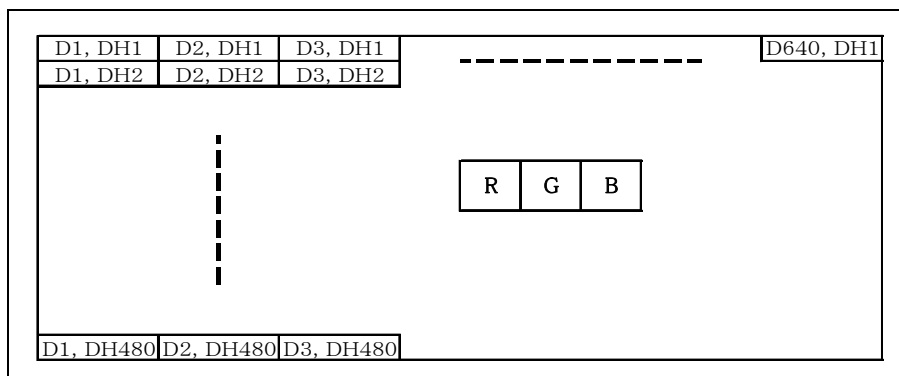 D1, DH1 D2, DH1 D3, DH1 D640, DH1
D1, DH2 D2, DH2 D3, DH2
R G B
D1, DH480 D2, DH480 D3, DH480